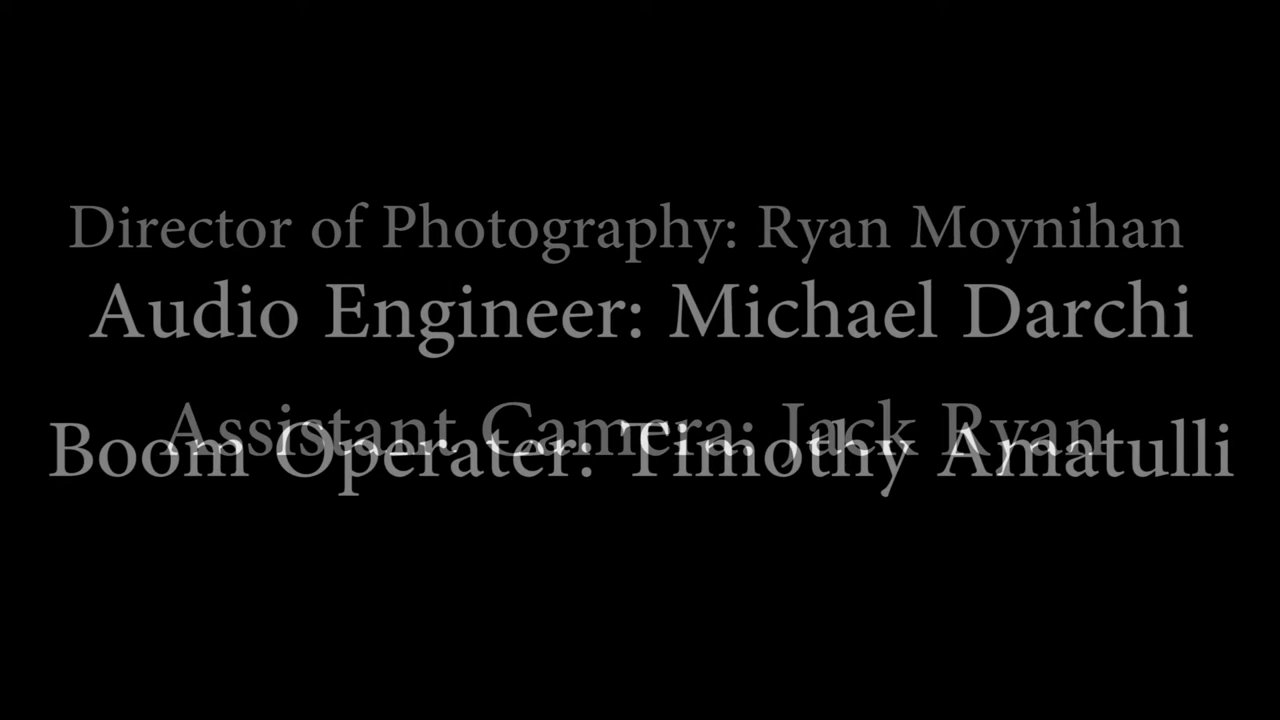 Director of Photography: Ryan Moynihan
Audio Engineer: Michael Darchi
Assistant Camera: Jack Ryan
Boom Operater: Timothy Amatulli